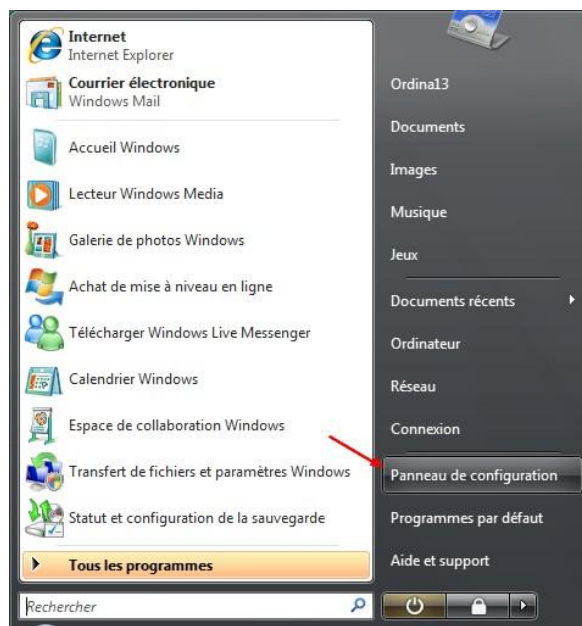 Internet
Internet Explorer
Courrier électronique
Windows Mail
Accueil Windows
Lecteur Windows Media
Galerie de photos Windows
Achat de mise à niveau en ligne
Télécharger Windows Live Messenger
Calendrier Windows
Espace de collaboration Windows
Transfert de fichiers et paramètres Windows
Statut et configuration de la sauvegarde
Tous les programmes
Rechercher
Ordina13
Documents
Images
Musique
Jeux
Documents récents
Ordinateur
Réseau
Connexion
Panneau de configuration
Programmes par défaut
Aide et support